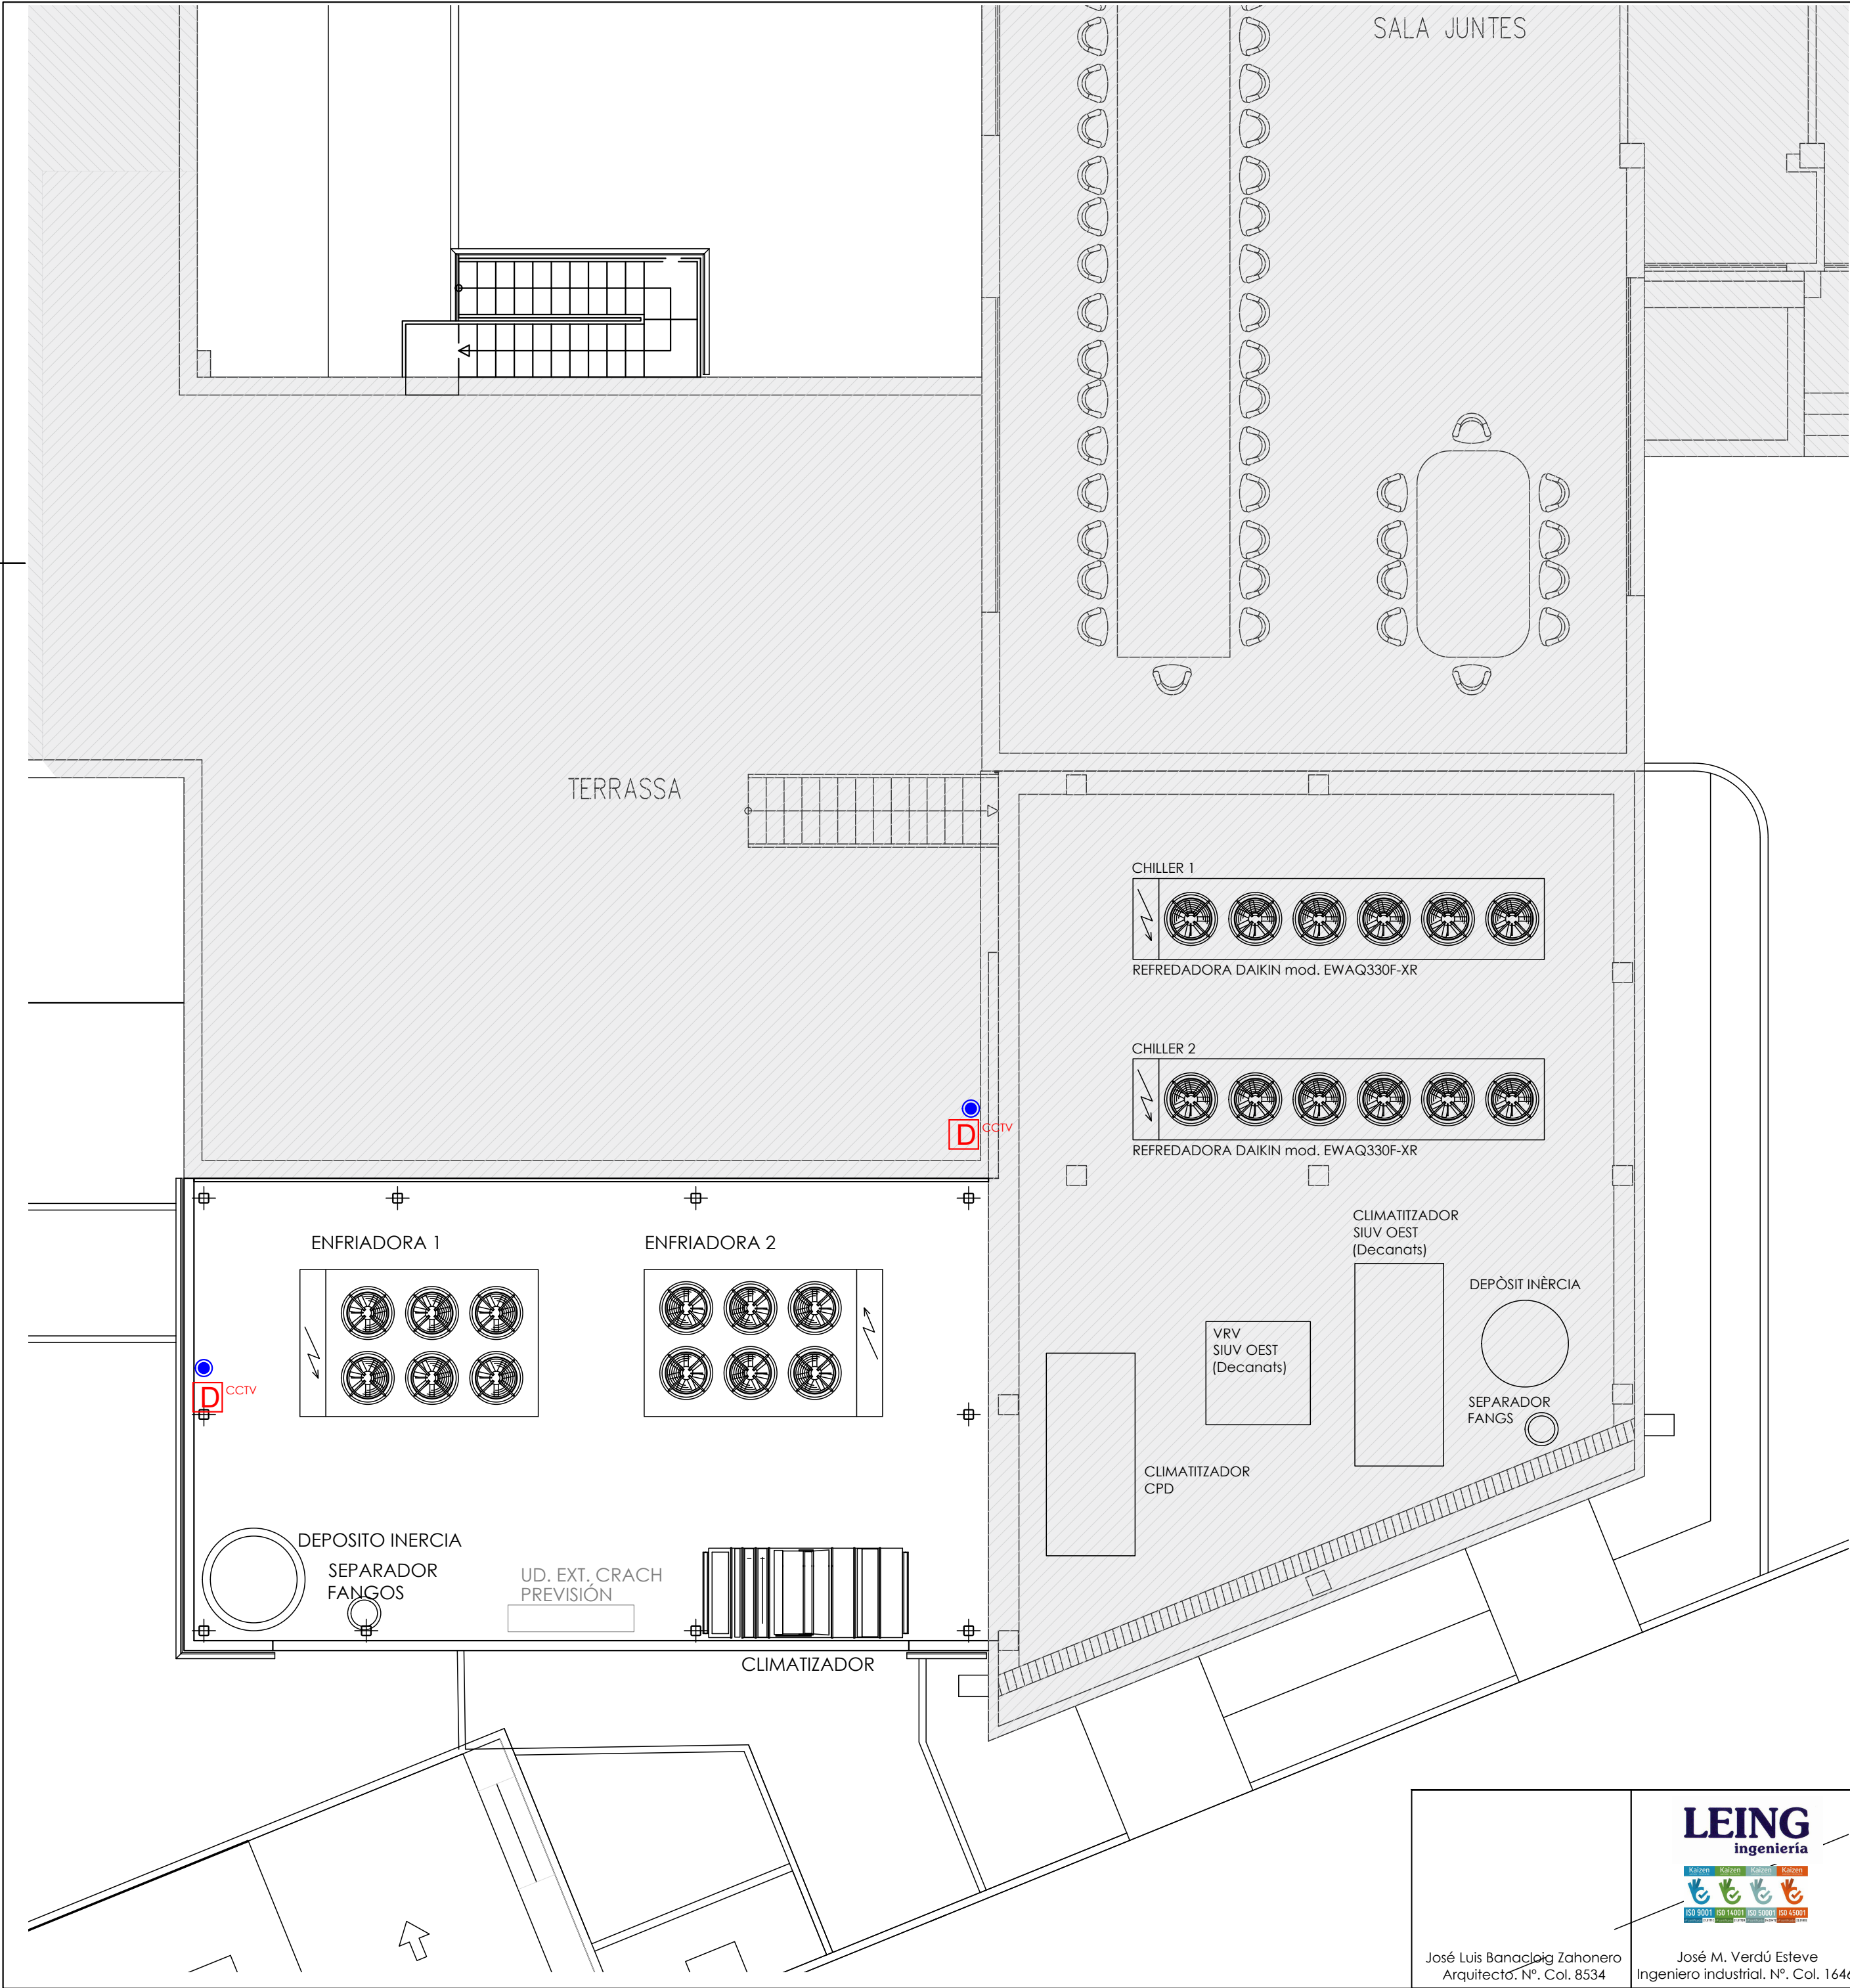 SALA JUNTES
TERRASSA
CHILLER 1
REFREDADORA DAIKIN mod. EWAQ330F-XR
CHILLER 2
REFREDADORA DAIKIN mod. EWAQ330F-XR
D CCTV
ENFRIADORA 1
ENFRIADORA 2
CLIMATITZADOR
SIUV OEST
(Decanats)
DEPÒSIT INÈRCIA
VRV
SIUV OEST
(Decanats)
D CCTV
SEPARADOR
FANGS
CLIMATITZADOR
CPD
DEPOSITO INERCIA
SEPARADOR
FANGOS
UD. EXT. CRACH
PREVISIÓN
CLIMATIZADOR
LEING
ingeniería
Kaizen Kaizen Kaizen Kaizen
ISO 9001 ISO 14001 ISO 50001 ISO 45001
José Luis Banacloig Zahonero
Arquitecto. Nº. Col. 8534
José M. Verdú Esteve
Ingeniero industrial. Nº. Col. 1646